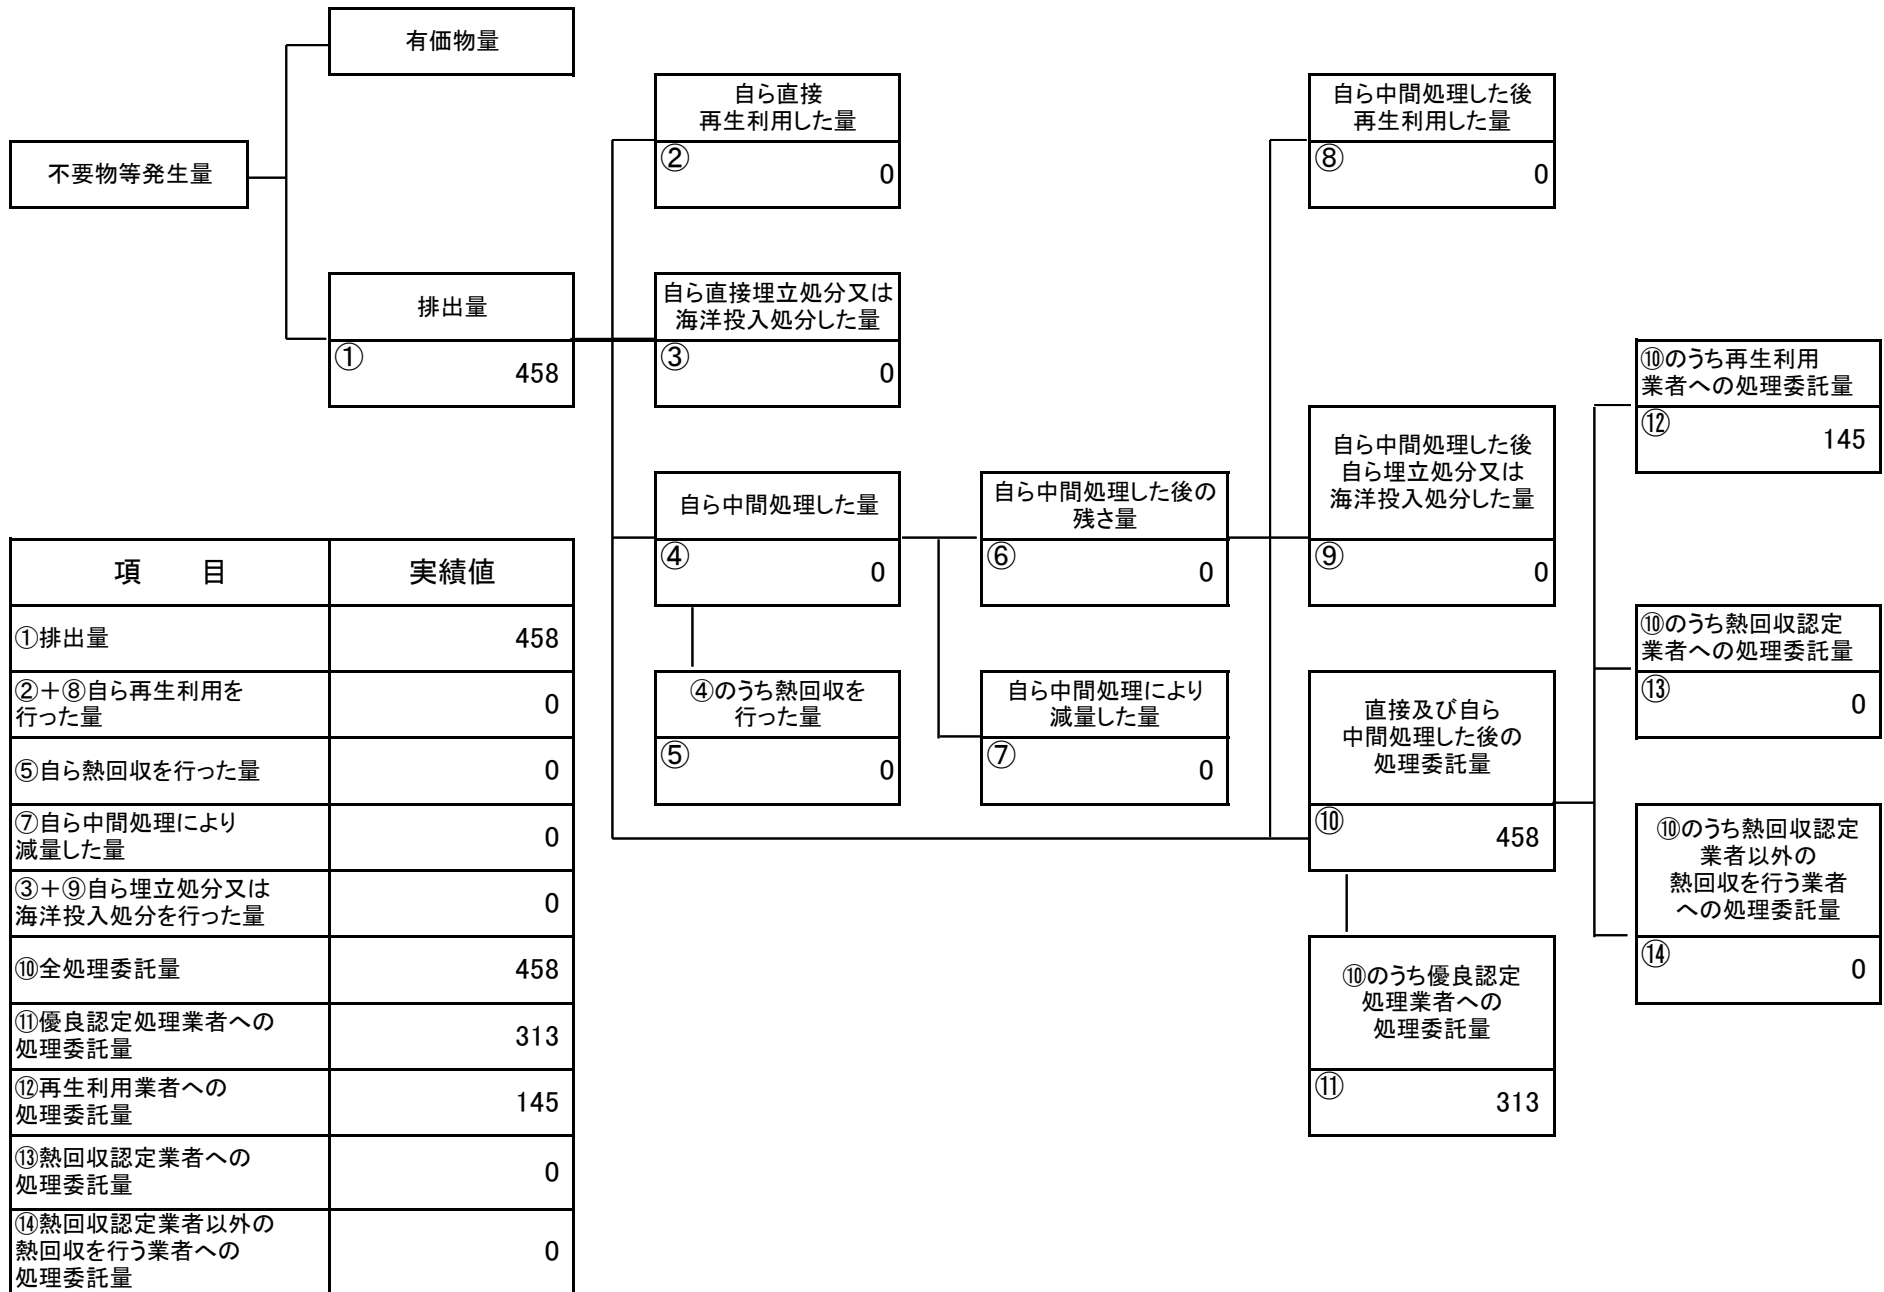 有価物量
不要物等発生量
排出量
①
458
自ら直接
再生利用した量
②
0
自ら直接埋立処分又は
海洋投入処分した量
③
0
自ら中間処理した量
④
0
④のうち熱回収を
行った量
⑤
0
自ら中間処理した後の
残さ量
⑥
0
自ら中間処理により
減量した量
⑦
0
自ら中間処理した後
再生利用した量
⑧
0
自ら中間処理した後
自ら埋立処分又は
海洋投入処分した量
⑨
0
直接及び自ら
中間処理した後の
処理委託量
⑩
458
⑩のうち優良認定
処理業者への
処理委託量
⑪
313
⑩のうち再生利用
業者への処理委託量
⑫
145
⑩のうち熱回収認定
業者への処理委託量
⑬
0
⑩のうち熱回収認定
業者以外の
熱回収を行う業者
への処理委託量
⑭
0
項　　目 実績値
①排出量 458
②＋⑧自ら再生利用を
行った量 0
⑤自ら熱回収を行った量 0
⑦自ら中間処理により
減量した量 0
③＋⑨自ら埋立処分又は
海洋投入処分を行った量 0
⑩全処理委託量 458
⑪優良認定処理業者への
処理委託量 313
⑫再生利用業者への
処理委託量 145
⑬熱回収認定業者への
処理委託量 0
⑭熱回収認定業者以外の
熱回収を行う業者への 0
処理委託量